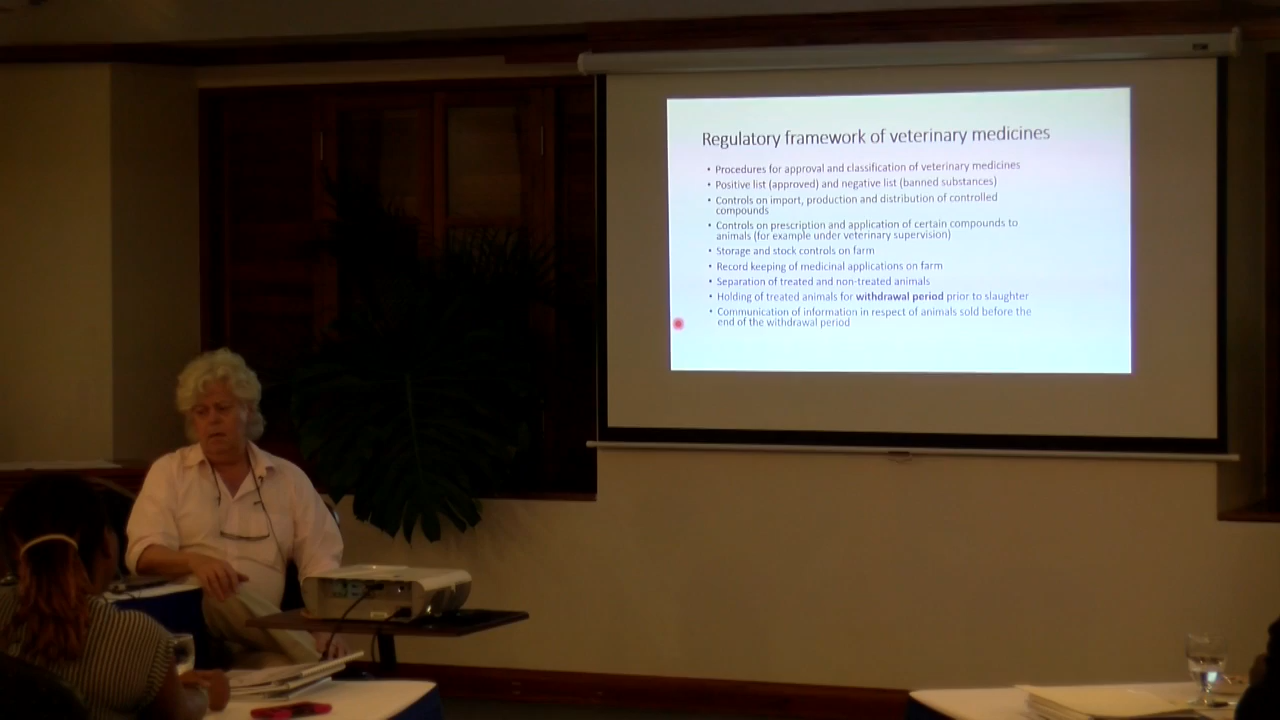 Regulatory framework of veterinary medicines
• Procedures for approval and classification of veterinary medicines
• Positive list (approved) and negative list (banned substances)
• Controls on import, production and distribution of controlled
compounds
• Controls on prescription and application of certain compounds to
animals (for example under veterinary supervision)
• Storage and stock controls on farm
• Record keeping of medicinal applications on farm
• Separation of treated and non-treated animals
• Holding of treated animals for withdrawal period prior to slaughter
• Communication of information in respect of animals sold before the
end of the withdrawal period